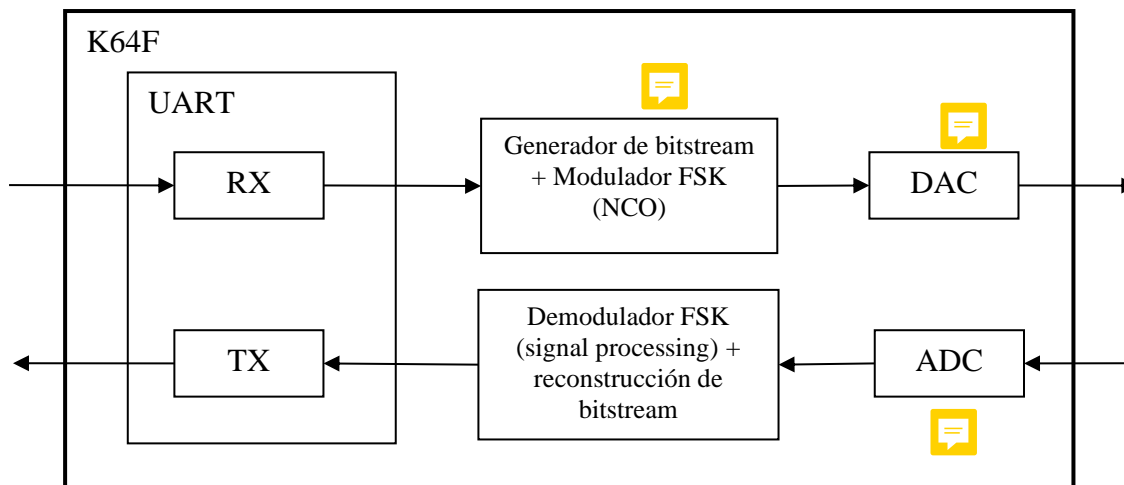 K64F
UART
RX
Generador de bitstream
+ Modulador FSK
(NCO)
DAC
TX
Demodulador FSK
(signal processing) +
reconstrucción de
bitstream
ADC